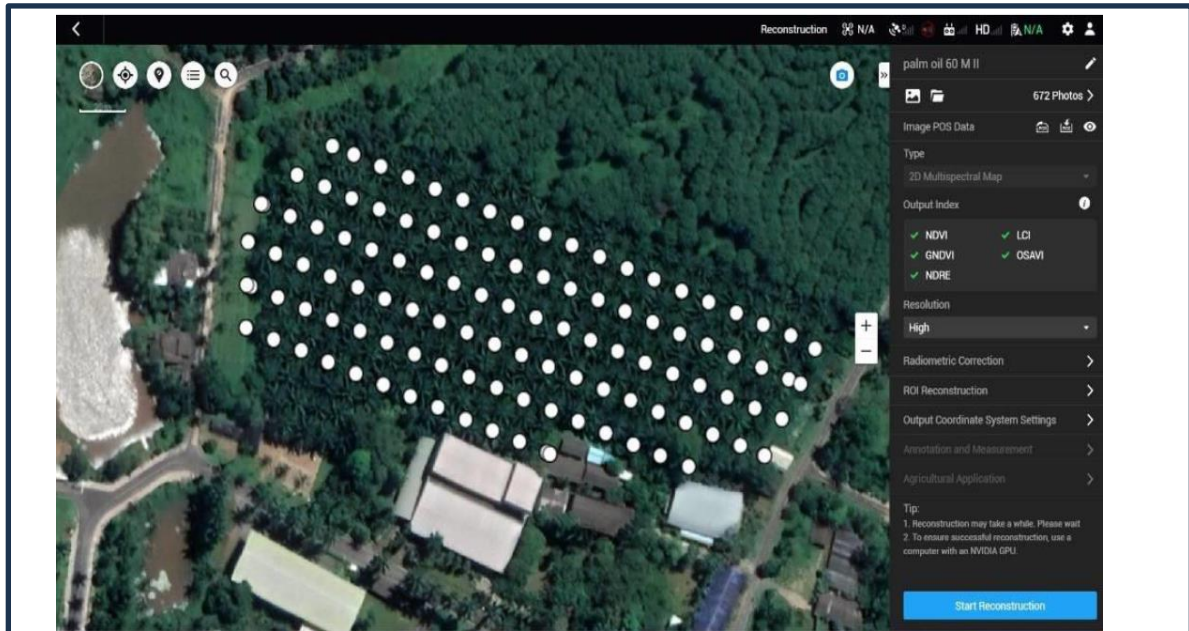 Reconstruction N/A HD N/A
palm oil 60 M II
672 Photos
Image POS Data
Type
2D Multispectral Map
Output Index
NDVI LCI
GNDVI OSAVI
NDRE
Resolution
High
Radiometric Correction
ROI Reconstruction
Output Coordinate System Settings
Annotation and Measurement
Agricultural Application
Tip:
1. Reconstruction may take a while. Please wait
2. To ensure successful reconstruction, use a
computer with an NVIDIA GPU.
Start Reconstruction